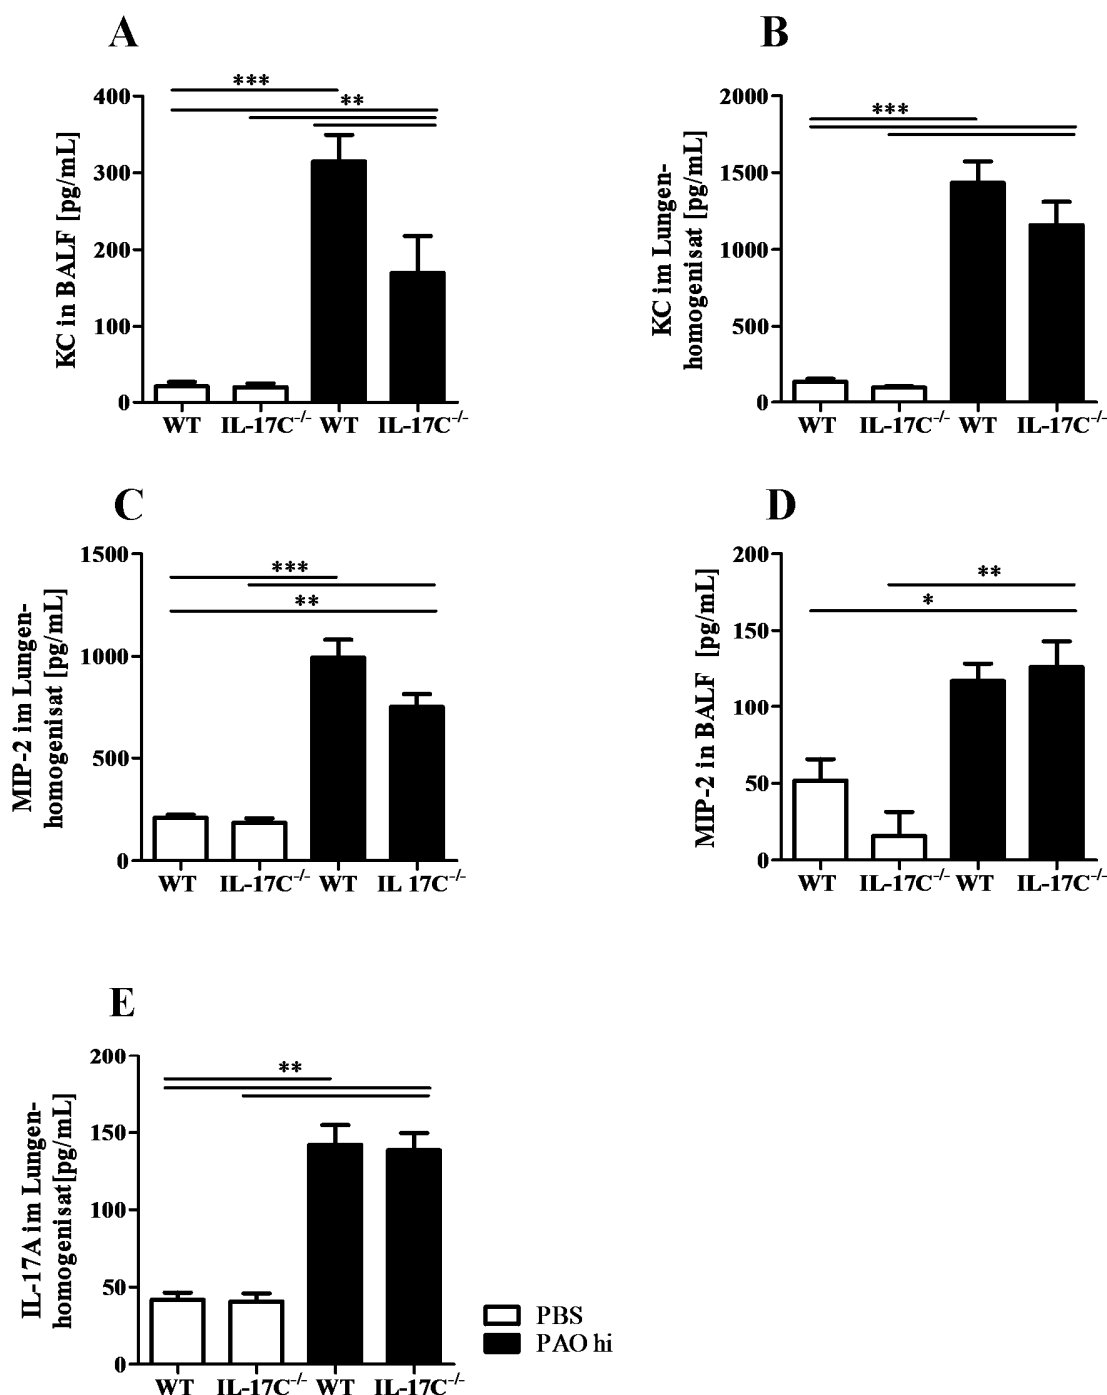 A
***
**
400
300
200
100
0
KC in BALF [pg/mL]
WT IL-17C-/- WT IL-17C-/-
B
***
2000
1500
1000
500
0
KC im Lungen-
homogenisat [pg/mL]
WT IL-17C-/- WT IL-17C-/-
C
***
**
1500
1000
500
0
MIP-2 im Lungen-
homogenisat [pg/mL]
WT IL-17C-/- WT IL 17C-/-
D
**
*
200
150
100
50
0
MIP-2 in BALF [pg/mL]
WT IL-17C-/- WT IL-17C-/-
E
**
200
150
100
50
0
IL-17A im Lungen-
homogenisat[pg/mL]
WT IL-17C-/- WT IL-17C-/-
PBS
PAO hi